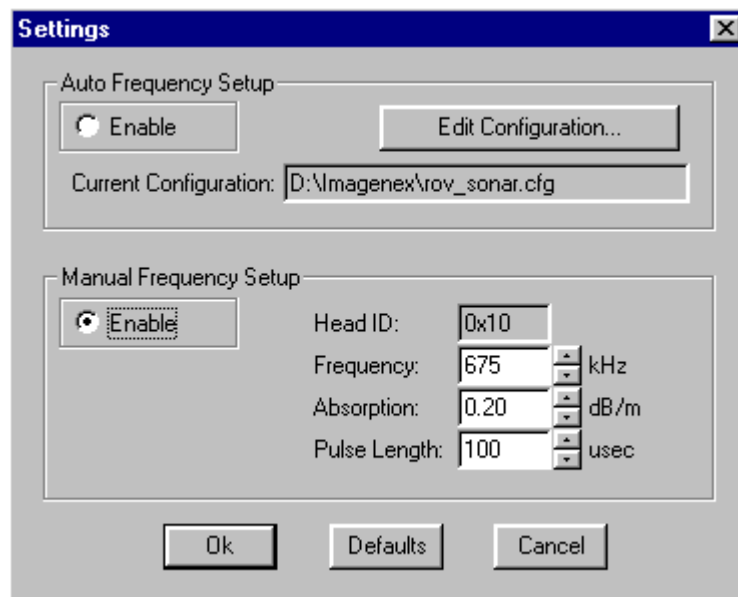 Settings
Auto Frequency Setup
Enable
Edit Configuration...
Current Configuration: D:\Imagenex\rov_sonar.cfg
Manual Frequency Setup
Enable
Head ID: 0x10
Frequency: 675 kHz
Absorption: 0.20 dB/m
Pulse Length: 100 usec
Ok Defaults Cancel